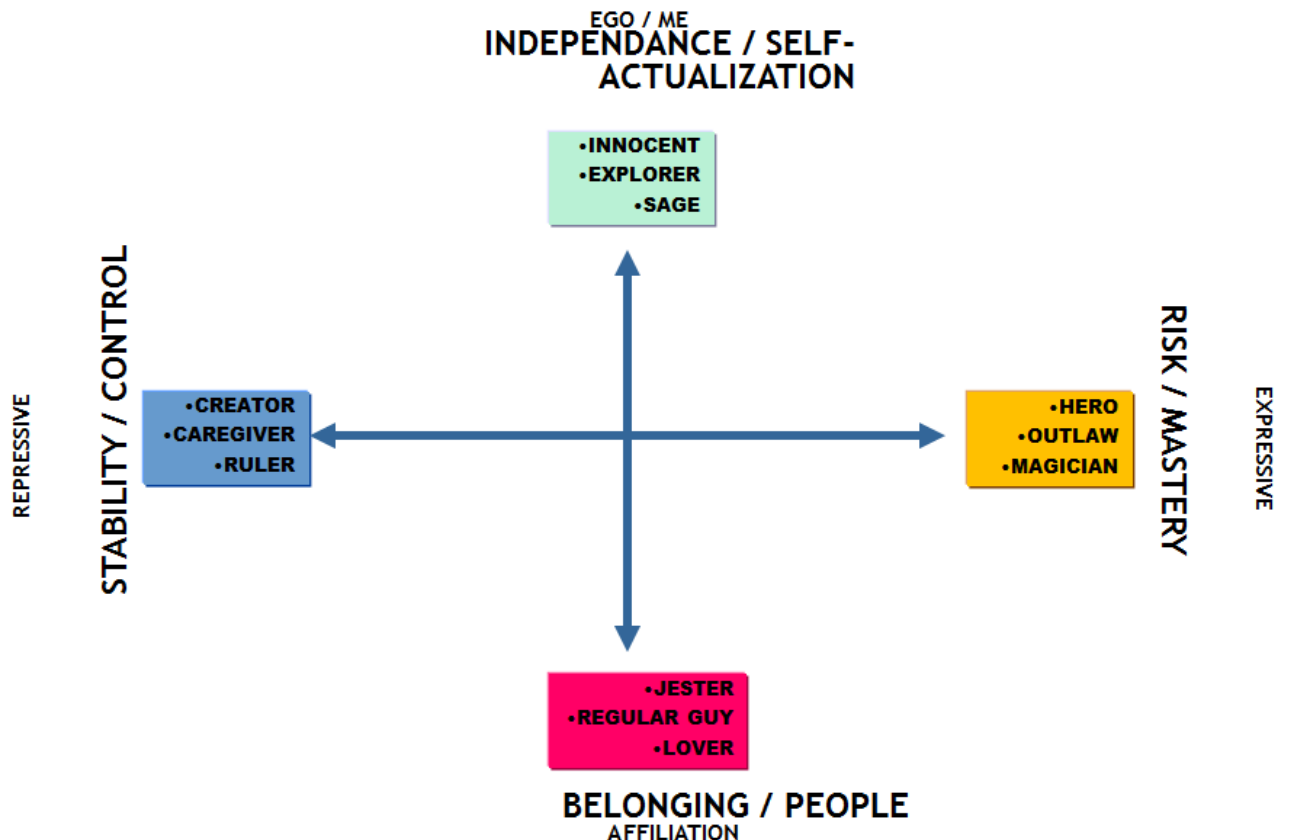 EGO / ME
INDEPENDANCE / SELF-
ACTUALIZATION
•INNOCENT
•EXPLORER
•SAGE
REPRESSIVE
STABILITY / CONTROL
•CREATOR
•CAREGIVER
•RULER
•HERO
•OUTLAW
•MAGICIAN
RISK / MASTERY
EXPRESSIVE
•JESTER
•REGULAR GUY
•LOVER
BELONGING / PEOPLE
AFFILIATION